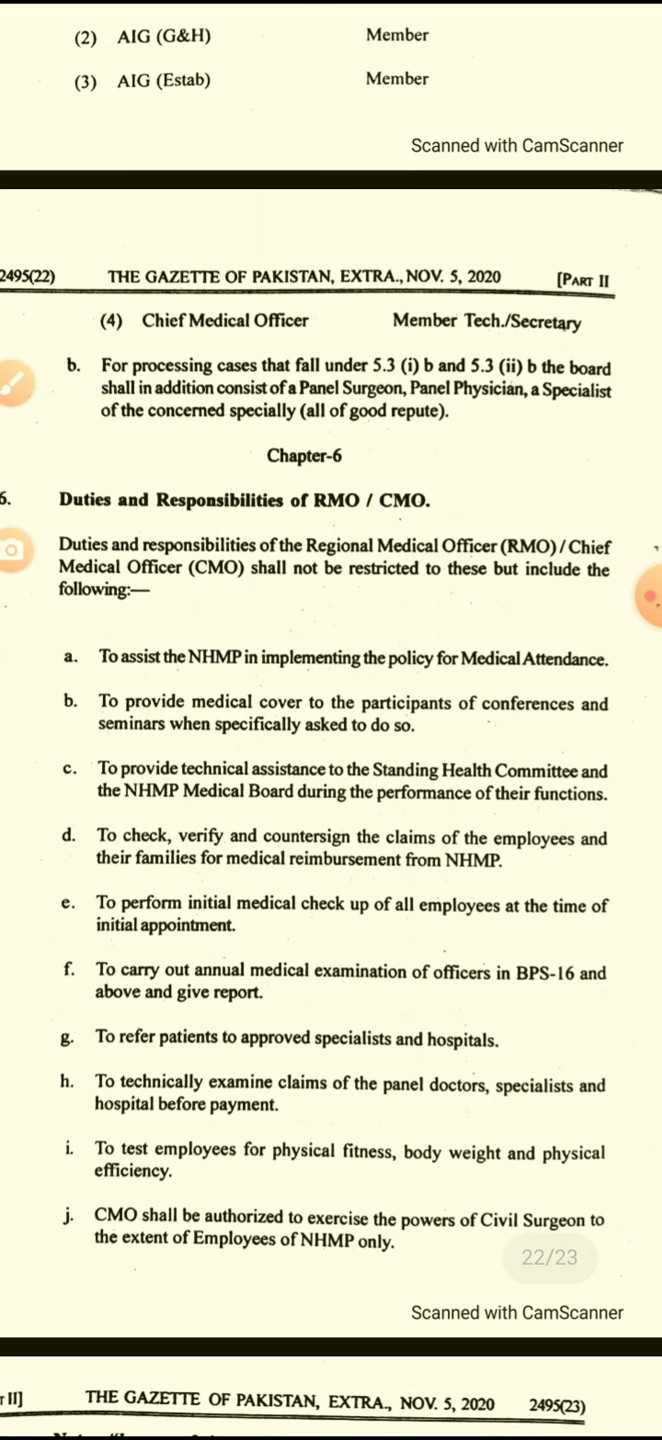 (2) AIG (G&H) Member
(3) AIG (Estab) Member
Scanned with CamScanner
2495(22) THE GAZETTE OF PAKISTAN, EXTRA., NOV. 5, 2020 [PART II
(4) Chief Medical Officer Member Tech./Secretary
b. For processing cases that fall under 5.3 (i) b and 5.3 (ii) b the board
shall in addition consist of a Panel Surgeon, Panel Physician, a Specialist
of the concerned specially (all of good repute).
Chapter-6
6. Duties and Responsibilities of RMO / CMO.
Duties and responsibilities of the Regional Medical Officer (RMO) / Chief
Medical Officer (CMO) shall not be restricted to these but include the
following:—
a. To assist the NHMP in implementing the policy for Medical Attendance.
b. To provide medical cover to the participants of conferences and
seminars when specifically asked to do so.
c. To provide technical assistance to the Standing Health Committee and
the NHMP Medical Board during the performance of their functions.
d. To check, verify and countersign the claims of the employees and
their families for medical reimbursement from NHMP.
e. To perform initial medical check up of all employees at the time of
initial appointment.
f. To carry out annual medical examination of officers in BPS-16 and
above and give report.
g. To refer patients to approved specialists and hospitals.
h. To technically examine claims of the panel doctors, specialists and
hospital before payment.
i. To test employees for physical fitness, body weight and physical
efficiency.
j. CMO shall be authorized to exercise the powers of Civil Surgeon to
the extent of Employees of NHMP only.
22/23
Scanned with CamScanner
II] THE GAZETTE OF PAKISTAN, EXTRA., NOV. 5, 2020 2495(23)